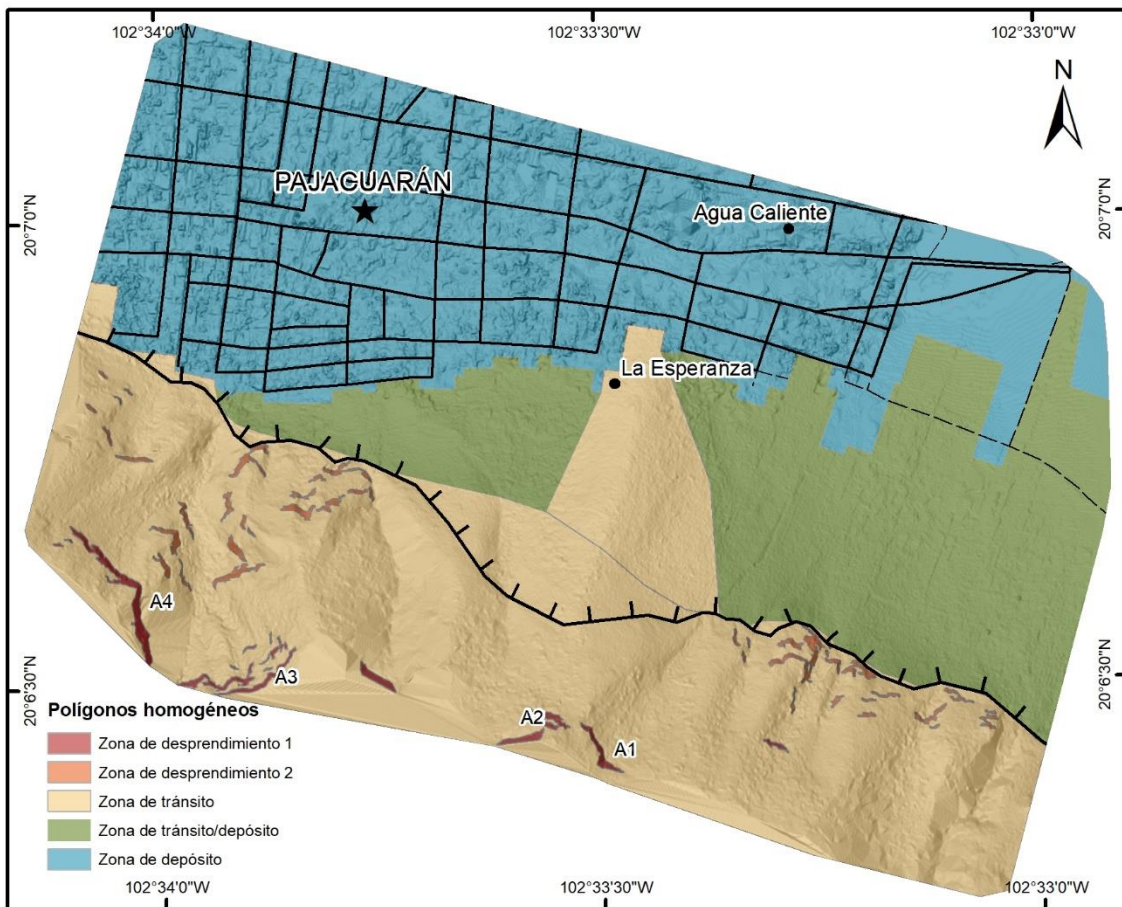 102°34'0"W
102°33'30"W
102°33'0"W
N
PAJACUARÁN
Agua Caliente
20°7'0"N
20°7'0"N
La Esperanza
A4
A3
A2
A1
20°6'30"N
20°6'30"N
Polígonos homogéneos
Zona de desprendimiento 1
Zona de desprendimiento 2
Zona de tránsito
Zona de tránsito/depósito
Zona de depósito
102°34'0"W
102°33'30"W
102°33'0"W